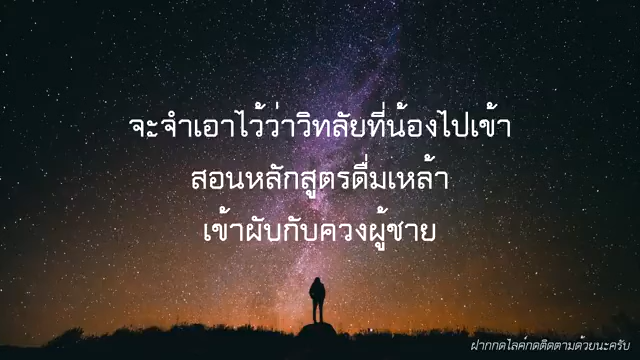 จะจำเอาไว้ว่าวิทลัยที่น้องไปเข้า
สอนหลักสูตรดื่มเหล้า
เข้าผับกับควงผู้ชาย
ฝากกดไลค์กดติดตามด้วยนะครับ